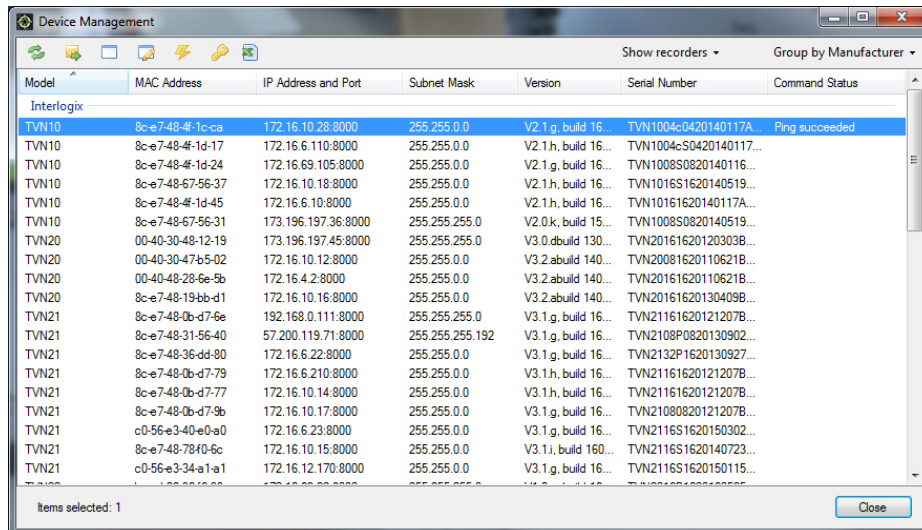 Device Management
Show recorders Group by Manufacturer
Model MAC Address IP Address and Port Subnet Mask Version Serial Number Command Status
Interlogix
TVN10 8c-e7-48-4f-1c-ca 172.16.10.28:8000 255.255.0.0 V2.1.g, build 16... TVN1004c0420140117A... Ping succeeded
TVN10 8c-e7-48-4f-1d-17 172.16.6.110:8000 255.255.0.0 V2.1.h, build 16... TVN1004cS0420140117...
TVN10 8c-e7-48-4f-1d-24 172.16.69.105:8000 255.255.0.0 V2.1.g, build 16... TVN1008S0820140116...
TVN10 8c-e7-48-67-56-37 172.16.10.18:8000 255.255.0.0 V2.1.h, build 16... TVN1016S1620140519...
TVN10 8c-e7-48-4f-1d-45 172.16.6.10:8000 255.255.0.0 V2.1.h, build 16... TVN10161620140117A...
TVN10 8c-e7-48-67-56-31 173.196.197.36:8000 255.255.255.0 V2.0.k, build 15... TVN1008S0820140519...
TVN20 00-40-30-48-12-19 173.196.197.45:8000 255.255.255.0 V3.0.dbuild 130... TVN20161620120303B...
TVN20 00-40-30-47-b5-02 172.16.10.12:8000 255.255.0.0 V3.2.abuild 140... TVN20081620110621B...
TVN20 00-40-48-28-6e-5b 172.16.4.2:8000 255.255.0.0 V3.2.abuild 140... TVN20161620110621B...
TVN20 8c-e7-48-19-bb-d1 172.16.10.16:8000 255.255.0.0 V3.2.abuild 140... TVN20161620130409B...
TVN21 8c-e7-48-0b-d7-6e 192.168.0.111:8000 255.255.255.0 V3.1.g, build 16... TVN21161620121207B...
TVN21 8c-e7-48-31-56-40 57.200.119.71:8000 255.255.255.192 V3.1.g, build 16... TVN2108P0820130902...
TVN21 8c-e7-48-36-dd-80 172.16.6.22:8000 255.255.0.0 V3.1.g, build 16... TVN2132P1620130927...
TVN21 8c-e7-48-0b-d7-79 172.16.6.210:8000 255.255.0.0 V3.1.h, build 16... TVN21161620121207B...
TVN21 8c-e7-48-0b-d7-77 172.16.10.14:8000 255.255.0.0 V3.1.h, build 16... TVN21161620121207B...
TVN21 8c-e7-48-0b-d7-9b 172.16.10.17:8000 255.255.0.0 V3.1.g, build 16... TVN21080820121207B...
TVN21 c0-56-e3-40-e0-a0 172.16.6.23:8000 255.255.0.0 V3.1.g, build 16... TVN2116S1620150302...
TVN21 8c-e7-48-78-f0-6c 172.16.10.15:8000 255.255.0.0 V3.1.i, build 160... TVN2116S1620140723...
TVN21 c0-56-e3-34-a1-a1 172.16.12.170:8000 255.255.0.0 V3.1.g, build 16... TVN2116S1620150115...
Items selected: 1 Close